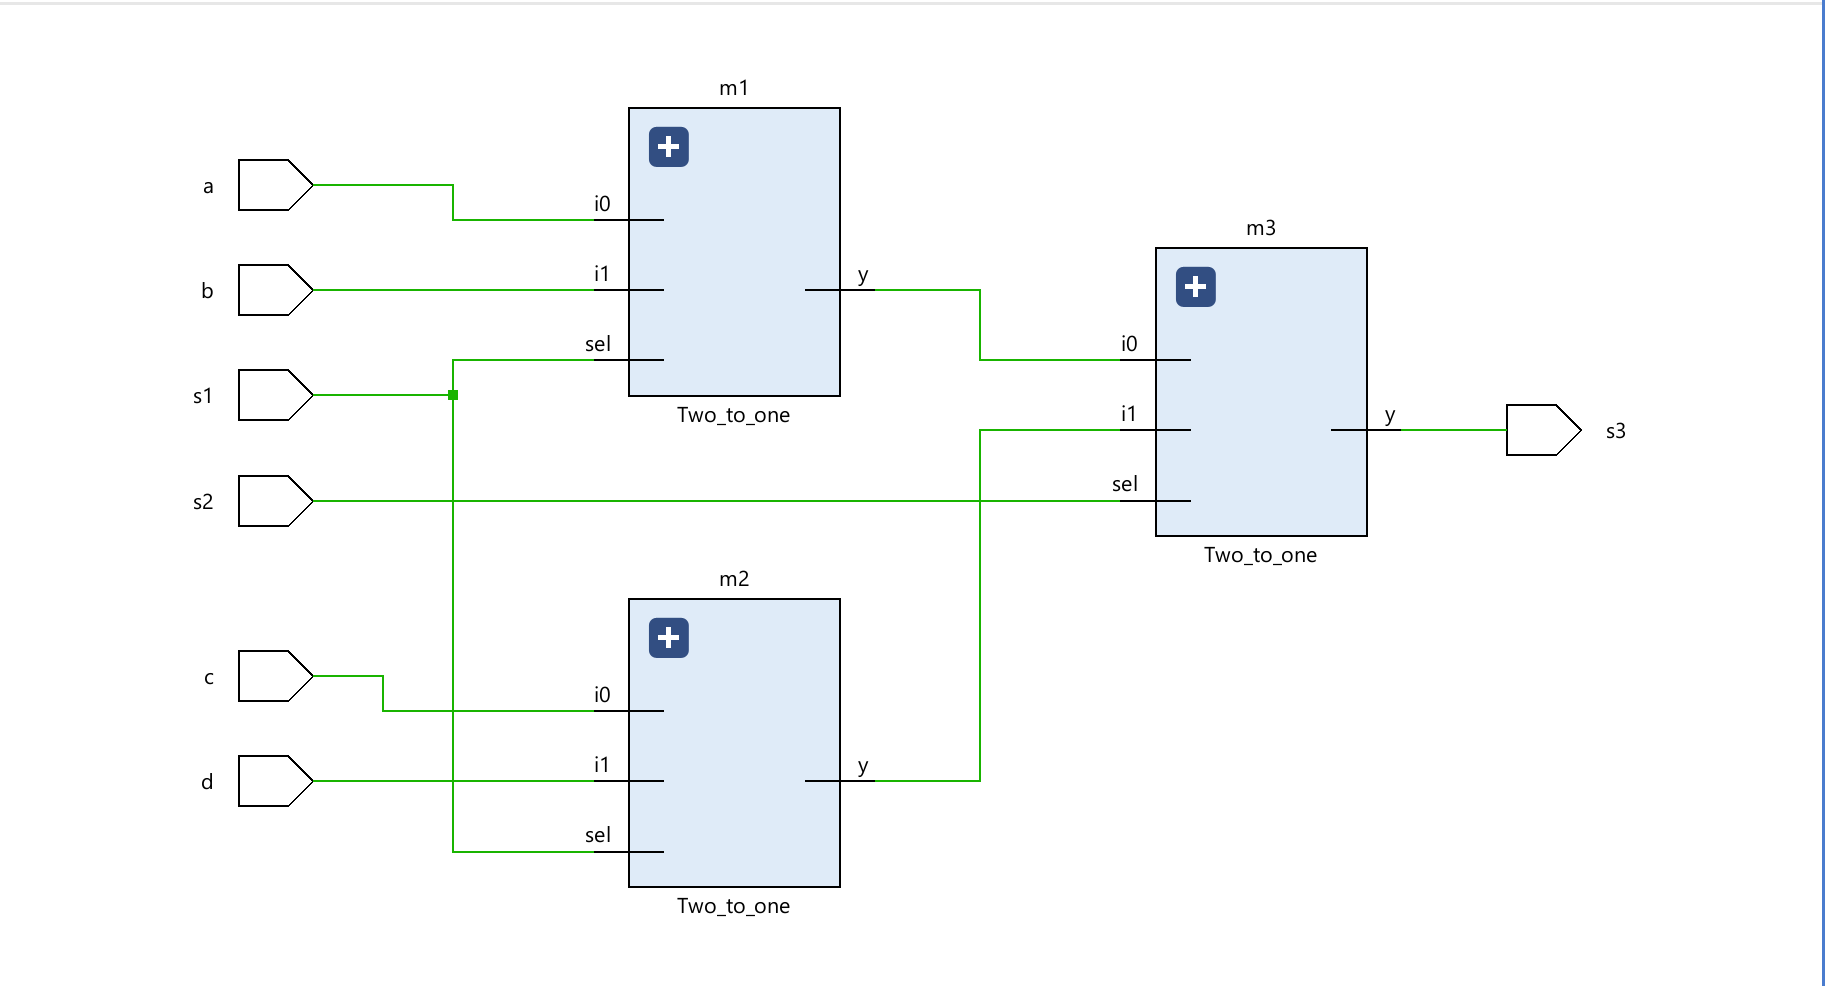 m1
a
i0
b
i1
y
s1
sel
Two_to_one
s2
m3
i0
i1
y
s3
sel
Two_to_one
m2
c
i0
d
i1
y
sel
Two_to_one